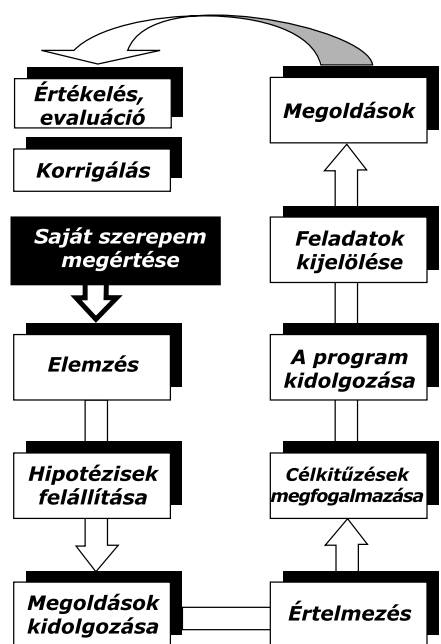 Értékelés,
evaluáció
Korrigálás
Saját szerepem
megértése
Elemzés
Hipotézisek
felállítása
Megoldások
kidolgozása
Értelmezés
Célkitűzések
megfogalmazása
A program
kidolgozása
Feladatok
kijelölése
Megoldások